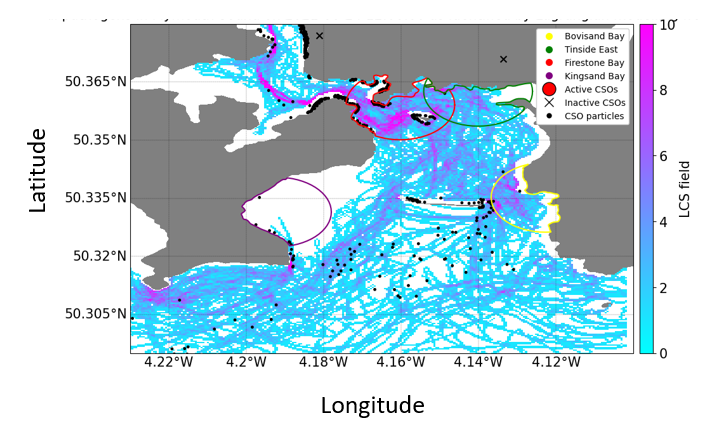 Bovisand Bay
Tinside East
Firestone Bay
Kingsand Bay
Active CSOs
Inactive CSOs
CSO particles
50.365°N
50.35°N
50.335°N
50.32°N
50.305°N
4.22°W
4.2°W
4.18°W
4.16°W
4.14°W
4.12°W
Latitude
Longitude
10
8
6
4
2
0
LCS field